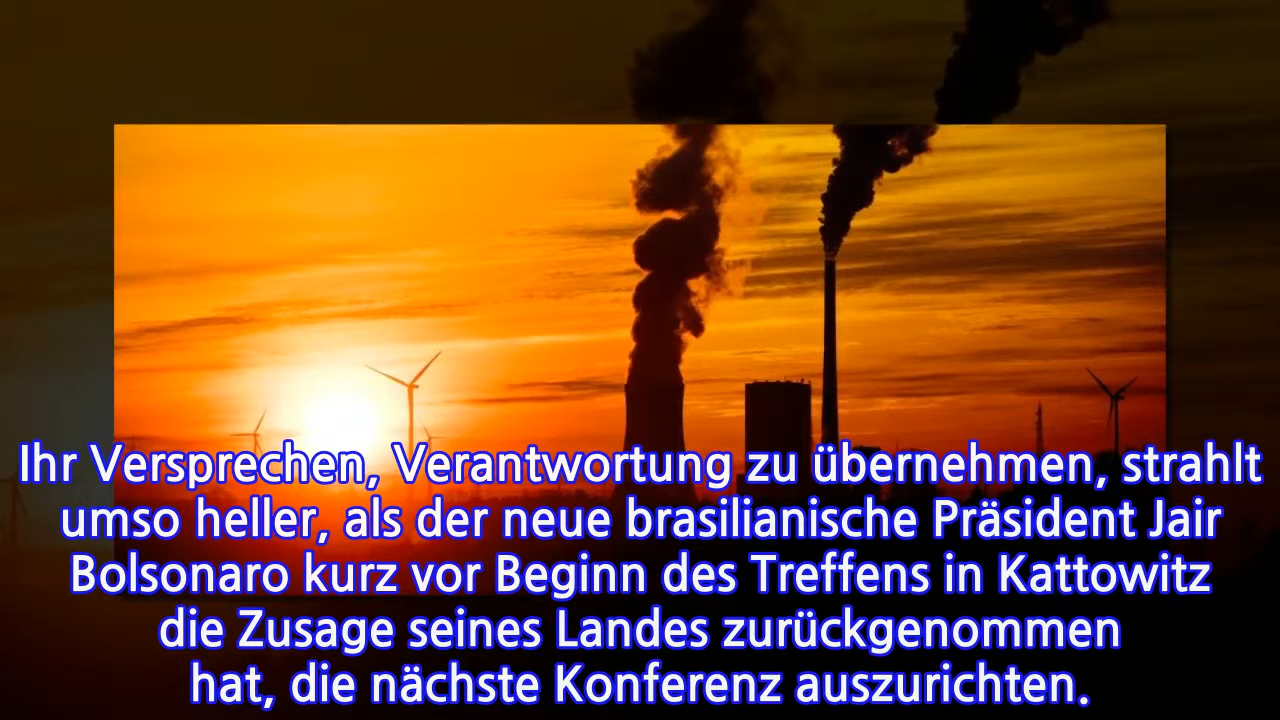 Ihr Versprechen, Verantwortung zu übernehmen, strahlt
umso heller, als der neue brasilianische Präsident Jair
Bolsonaro kurz vor Beginn des Treffens in Kattowitz
die Zusage seines Landes zurückgenommen
hat, die nächste Konferenz auszurichten.